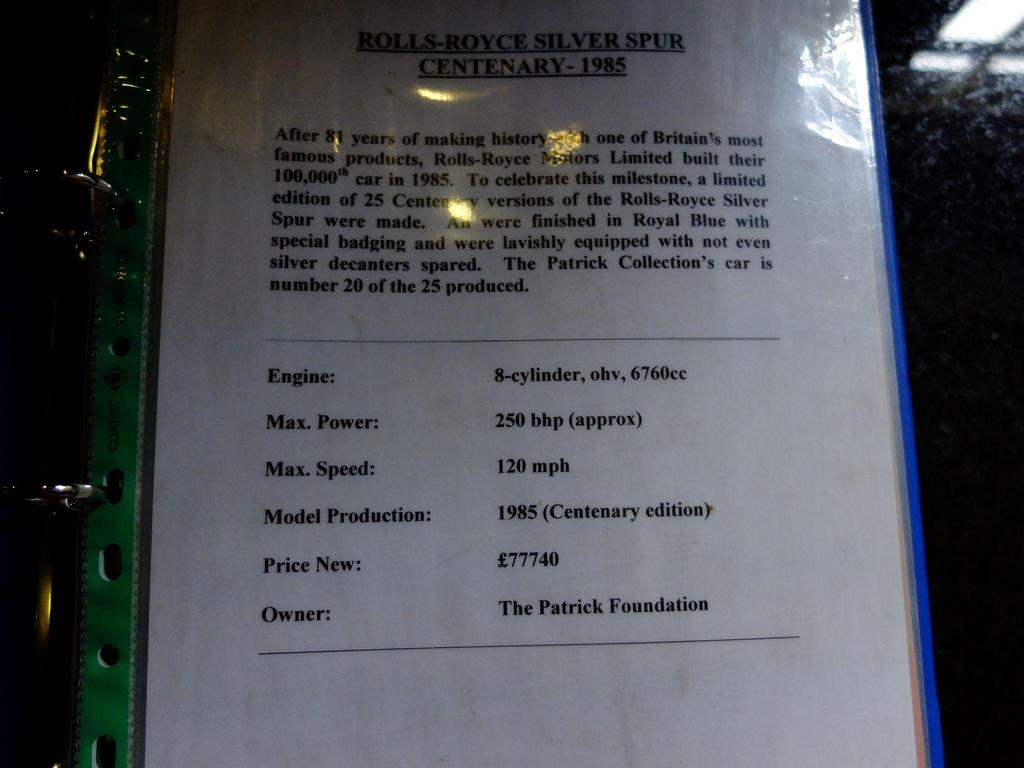 ROLLS-ROYCE SILVER SPUR
CENTENARY- 1985
After 81 years of making history one of Britain's most
famous products, Rolls-Royce Motors Limited built their
100,000th car in 1985. To celebrate this milestone, a limited
edition of 25 Centenary versions of the Rolls-Royce Silver
Spur were made. All were finished in Royal Blue with
special badging and were lavishly equipped with not even
silver decanters spared. The Patrick Collection's car is
number 20 of the 25 produced.
Engine: 8-cylinder, ohv, 6760cc
Max. Power: 250 bhp (approx)
Max. Speed: 120 mph
Model Production: 1985 (Centenary edition)
Price New: £77740
Owner: The Patrick Foundation